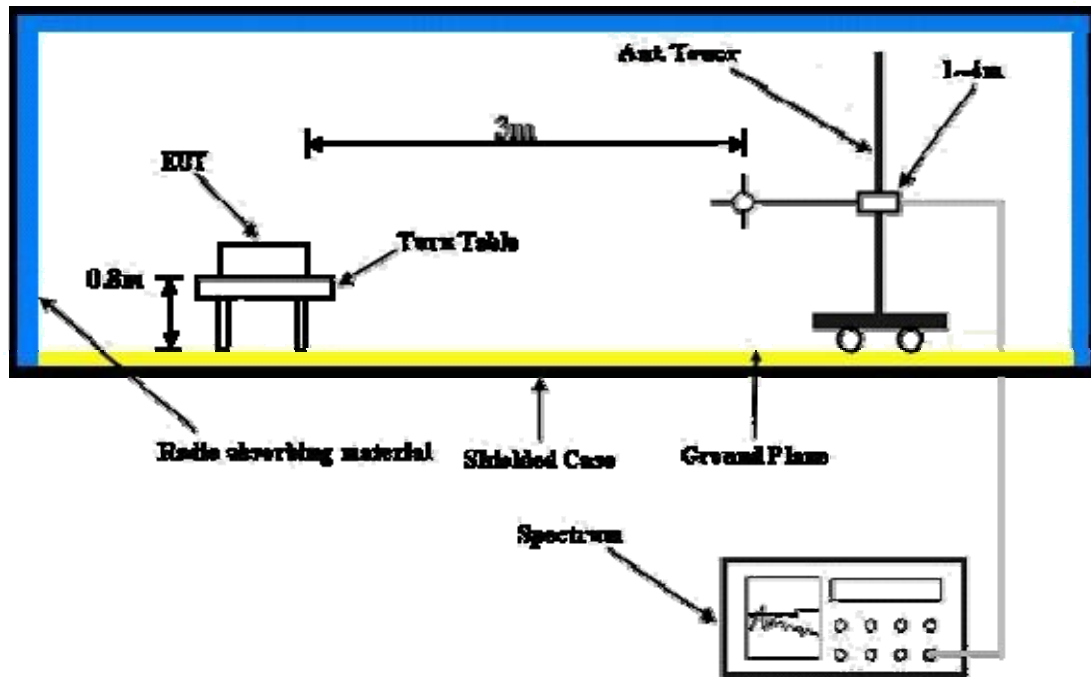 Ant. Tower
1~4m
3m
EUT
Turn Table
0.8m
Radio absorbing material
Shielded Case
Ground Plane
Spectrum